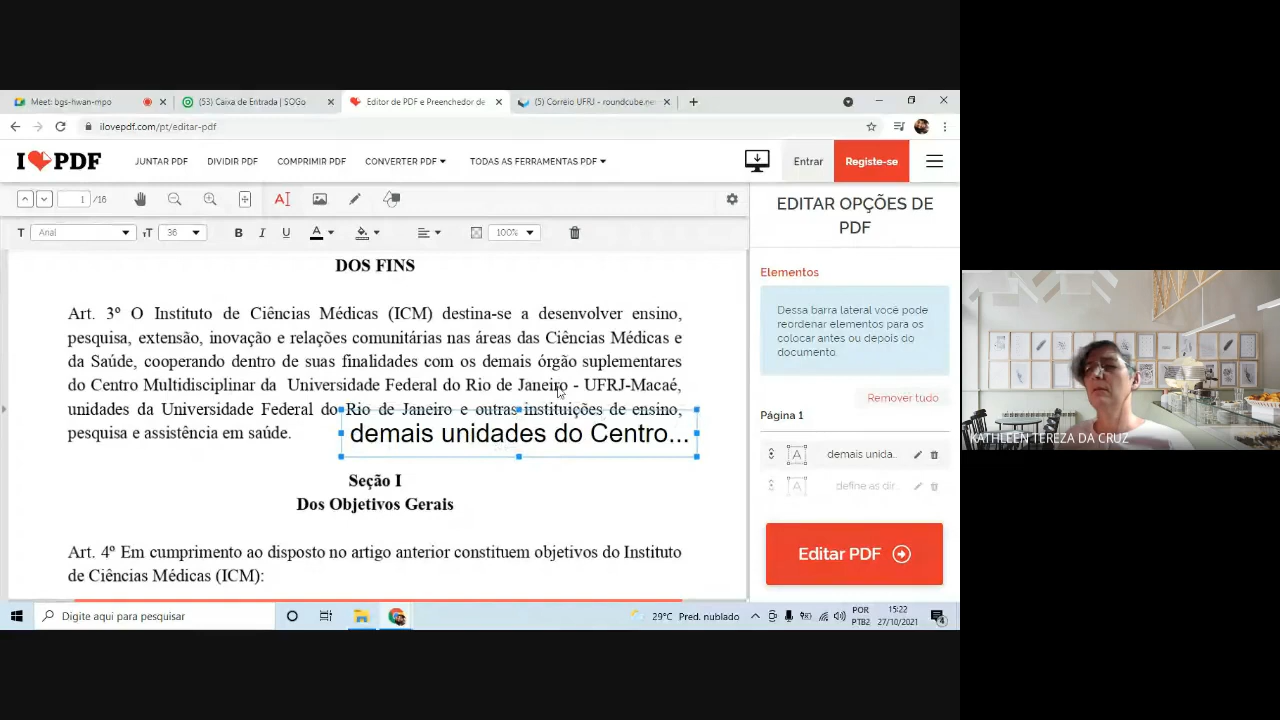 Meet: bgs-hwan-mpo
(53) Caixa de Entrada | SOGo
Editor de PDF e Preenchedor de
(5) Correio UFRJ - roundcube.ne
ilovepdf.com/pt/editar-pdf
I PDF
JUNTAR PDF
DIVIDIR PDF
COMPRIMIR PDF
CONVERTER PDF
TODAS AS FERRAMENTAS PDF
Entrar
Registe-se
1 /16
Arial
36
100%
DOS FINS
Art. 3º O Instituto de Ciências Médicas (ICM) destina-se a desenvolver ensino,
pesquisa, extensão, inovação e relações comunitárias nas áreas das Ciências Médicas e
da Saúde, cooperando dentro de suas finalidades com os demais órgão suplementares
do Centro Multidisciplinar da Universidade Federal do Rio de Janeiro - UFRJ-Macaé,
unidades da Universidade Federal do Rio de Janeiro e outras instituições de ensino,
pesquisa e assistência em saúde.
demais unidades do Centro...
Seção I
Dos Objetivos Gerais
Art. 4º Em cumprimento ao disposto no artigo anterior constituem objetivos do Instituto
de Ciências Médicas (ICM):
EDITAR OPÇÕES DE
PDF
Elementos
Dessa barra lateral você pode
reordenar elementos para os
colocar antes ou depois do
documento.
Remover tudo
Página 1
demais unida..
define as dir..
Editar PDF
Digite aqui para pesquisar
29°C Pred. nublado
POR
PTB2
15:22
27/10/2021
4
KATHLEEN TEREZA DA CRUZ